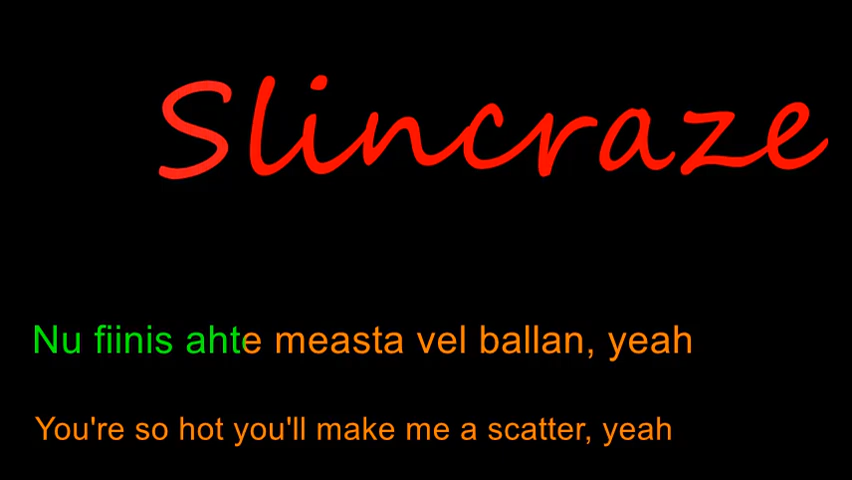 Slincraze
Nu fiinis ahte measta vel ballan, yeah
You're so hot you'll make me a scatter, yeah